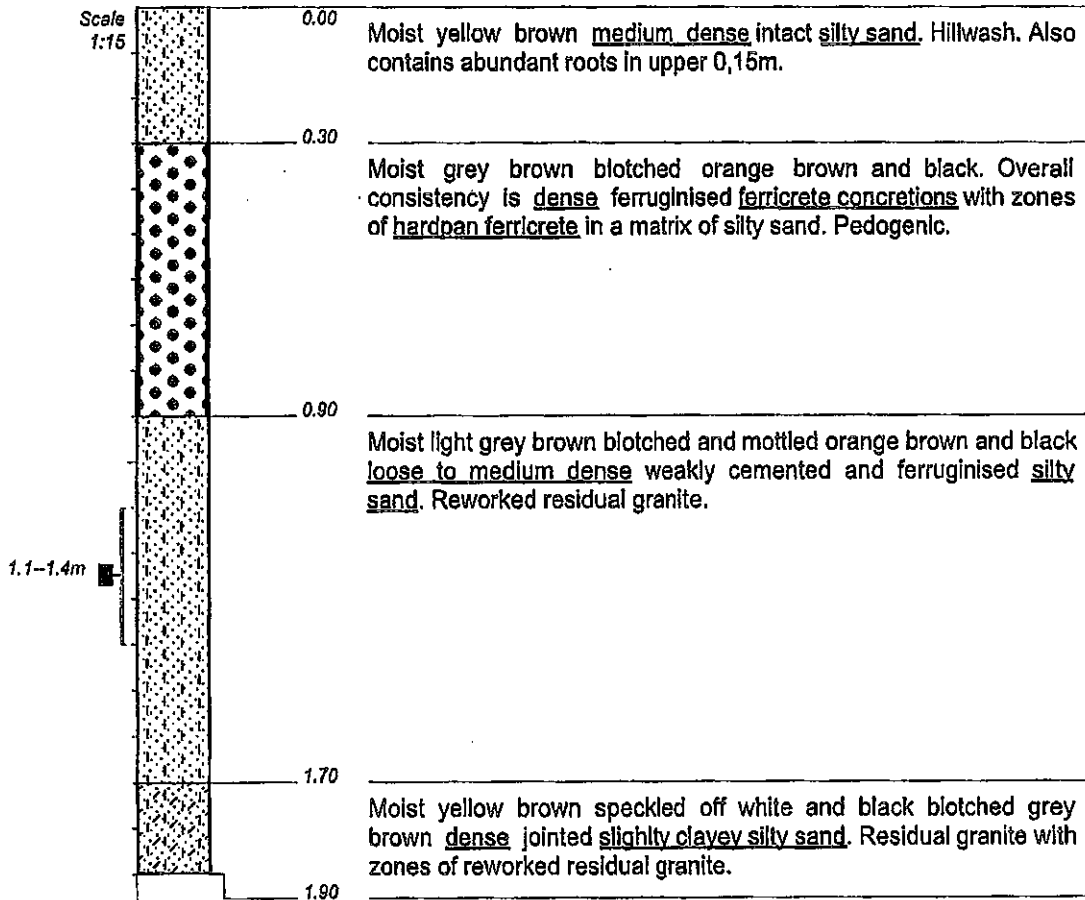 Scale
1:15
0.00
Moist yellow brown medium dense intact silty sand. Hillwash. Also
contains abundant roots in upper 0,15m.
0.30
Moist grey brown blotched orange brown and black. Overall
consistency is dense ferruginised ferricrete concretions with zones
of hardpan ferricrete in a matrix of silty sand. Pedogenic.
0.90
Moist light grey brown blotched and mottled orange brown and black
loose to medium dense weakly cemented and ferruginised silty
sand. Reworked residual granite.
1.1–1.4m
1.70
Moist yellow brown speckled off white and black blotched grey
brown dense jointed slighlty clayey silty sand. Residual granite with
zones of reworked residual granite.
1.90